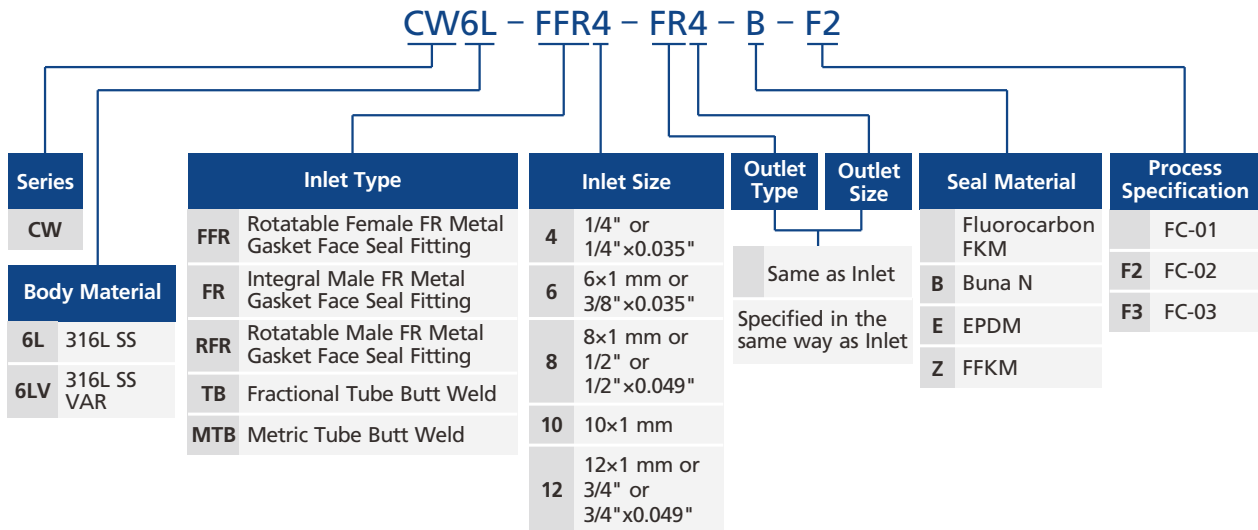 CW6L – FFR4 – FR4 – B – F2
Series
CW
Body Material
6L 316L SS
6LV 316L SS
VAR
Inlet Type
FFR Rotatable Female FR Metal
Gasket Face Seal Fitting
FR Integral Male FR Metal
Gasket Face Seal Fitting
RFR Rotatable Male FR Metal
Gasket Face Seal Fitting
TB Fractional Tube Butt Weld
MTB Metric Tube Butt Weld
Inlet Size
4 1/4" or
1/4"×0.035"
6 6×1 mm or
3/8"×0.035"
8 8×1 mm or
1/2" or
1/2"×0.049"
10 10×1 mm
12 12×1 mm or
3/4" or
3/4"x0.049"
Outlet
Type
Outlet
Size
Same as Inlet
Specified in the
same way as Inlet
Seal Material
Fluorocarbon
FKM
B Buna N
E EPDM
Z FFKM
Process
Specification
FC-01
F2 FC-02
F3 FC-03